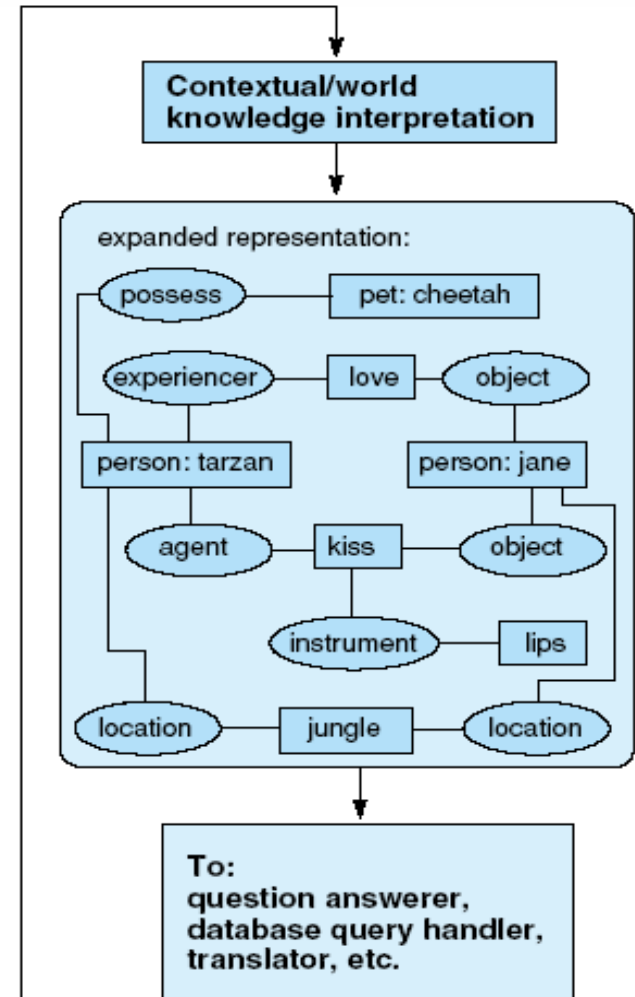 Contextual/world
knowledge interpretation
expanded representation:
possess
pet: cheetah
experiencer
love
object
person: tarzan
person: jane
agent
kiss
object
instrument
lips
location
jungle
location
To:
question answerer,
database query handler,
translator, etc.